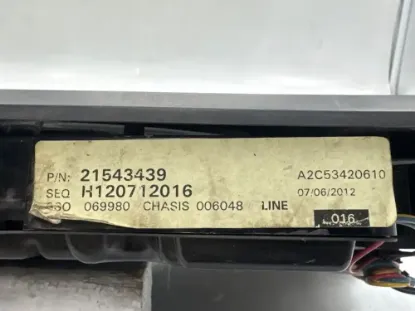 P/N: 21543439 A2C53420610
SEQ H120712016 07/06/2012
069980 CHASIS 006048 LINE 016